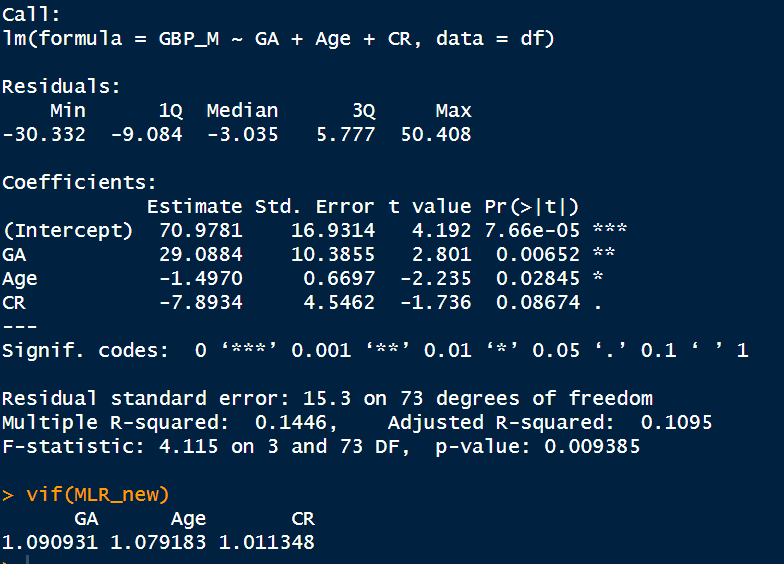 Call:
lm(formula = GBP_M ~ GA + Age + CR, data = df)
Residuals:
    Min      1Q  Median      3Q     Max
-30.332  -9.084  -3.035   5.777  50.408
Coefficients:
            Estimate Std. Error t value Pr(>|t|)
(Intercept)  70.9781    16.9314   4.192 7.66e-05 ***
GA           29.0884    10.3855   2.801  0.00652 **
Age          -1.4970     0.6697  -2.235  0.02845 *
CR           -7.8934     4.5462  -1.736  0.08674 .
---
Signif. codes:  0 ‘***’ 0.001 ‘**’ 0.01 ‘*’ 0.05 ‘.’ 0.1 ‘ ’ 1
Residual standard error: 15.3 on 73 degrees of freedom
Multiple R-squared:  0.1446,    Adjusted R-squared:  0.1095
F-statistic: 4.115 on 3 and 73 DF,  p-value: 0.009385
> vif(MLR_new)
      GA      Age       CR
1.090931 1.079183 1.011348